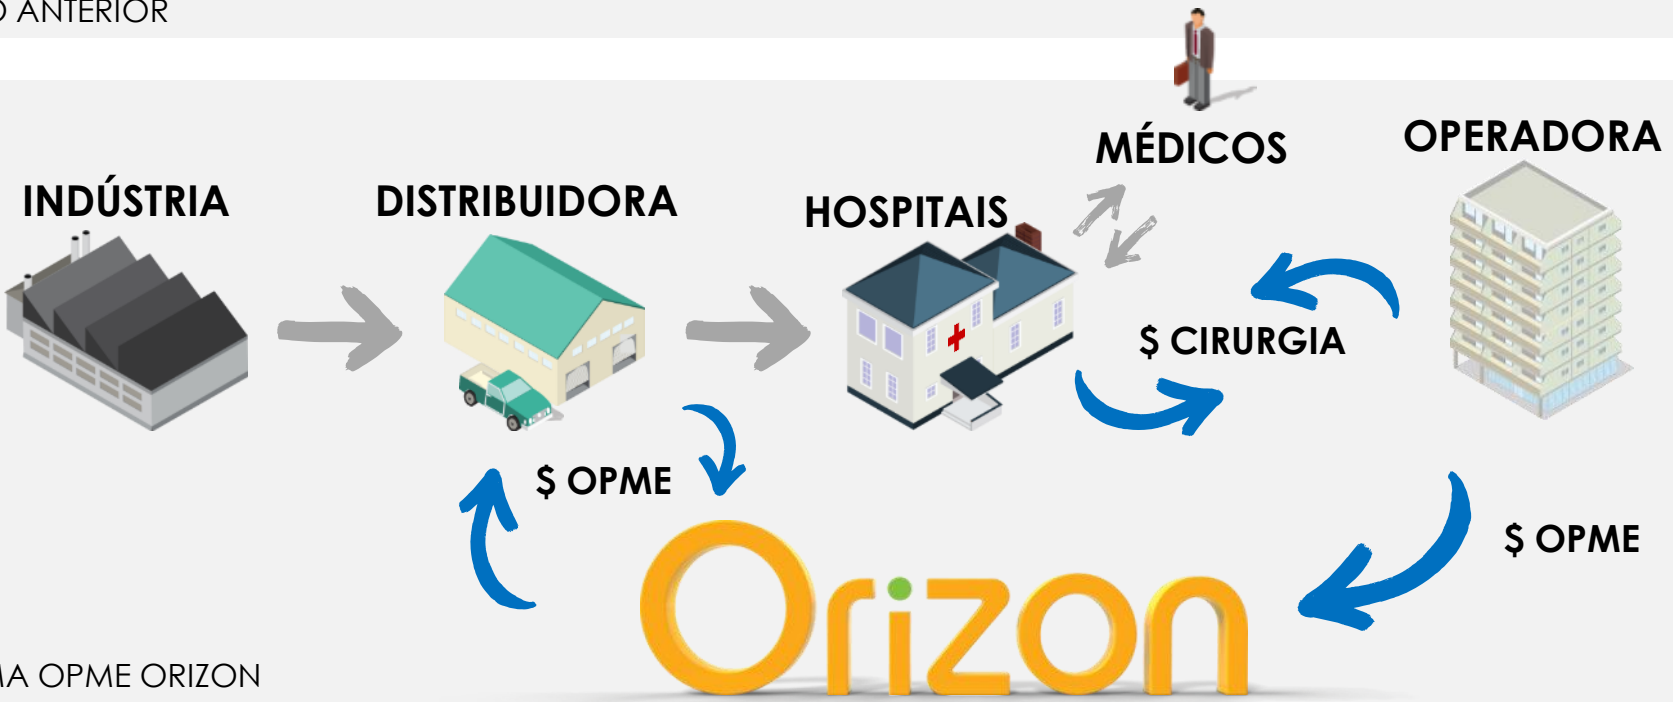 ANTERIOR
MÉDICOS
OPERADORA
INDÚSTRIA
DISTRIBUIDORA
HOSPITAIS
$ CIRURGIA
$ OPME
$ OPME
Orizon
OPME ORIZON